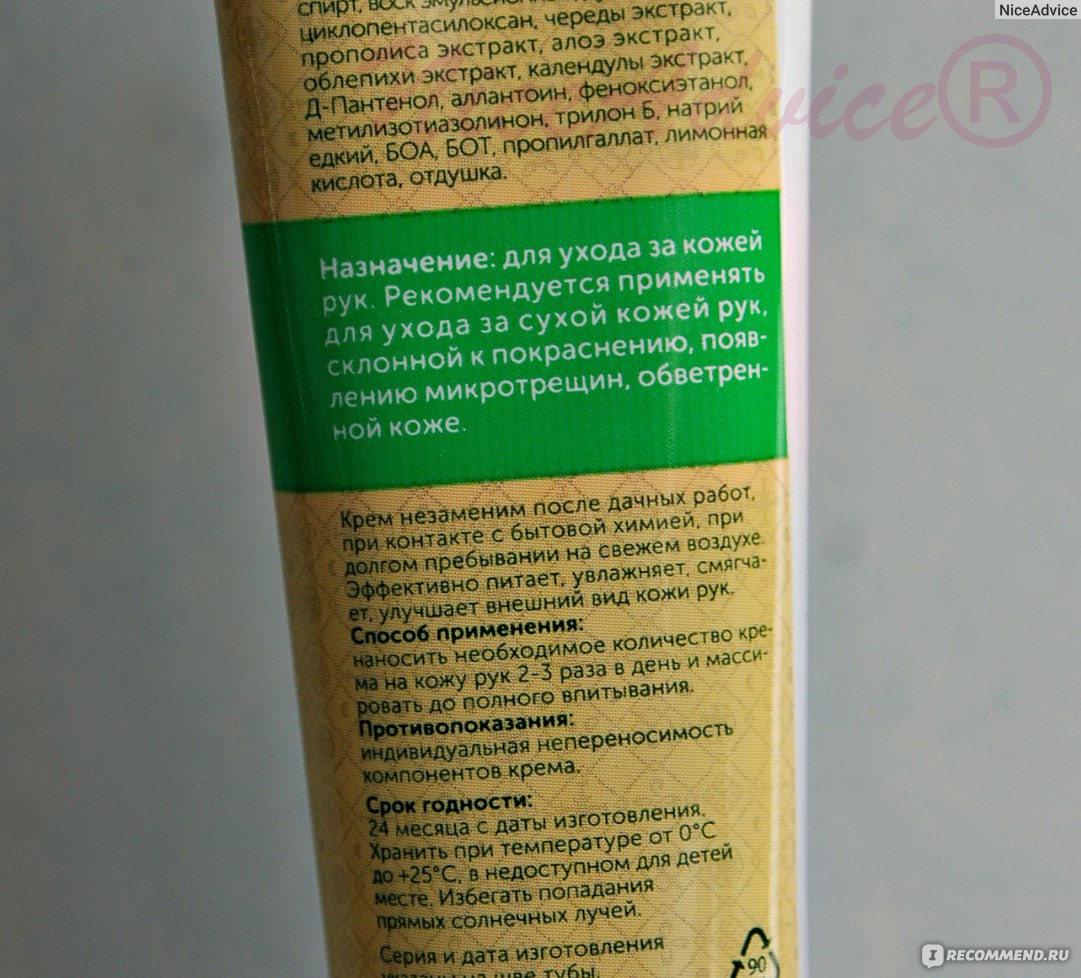 NiceAdvice
спирт, воск эмульсионный,
циклопентасилоксан, череды экстракт,
прополиса экстракт, алоэ экстракт,
облепихи экстракт, календулы экстракт,
Д-Пантенол, аллантоин, феноксиэтанол,
метилизотиазолинон, трилон Б, натрий
едкий, БОА, БОТ, пропилгаллат, лимонная
кислота, отдушка.
vice®
Назначение: для ухода за кожей
рук. Рекомендуется применять
для ухода за сухой кожей рук,
склонной к покраснению, появ-
лению микротрещин, обветрен-
ной коже.
Крем незаменим после дачных работ,
при контакте с бытовой химией, при
долгом пребывании на свежем воздухе.
Эффективно питает, увлажняет, смягча-
ет, улучшает внешний вид кожи рук.
Способ применения:
наносить необходимое количество кре-
ма на кожу рук 2-3 раза в день и масси-
ровать до полного впитывания.
Противопоказания:
индивидуальная непереносимость
компонентов крема.
Срок годности:
24 месяца с даты изготовления.
Хранить при температуре от 0°С
до +25°С, в недоступном для детей
месте. Избегать попадания
прямых солнечных лучей.
Серия и дата изготовления
указаны на шве тубы.
90
IRECOMMEND.RU